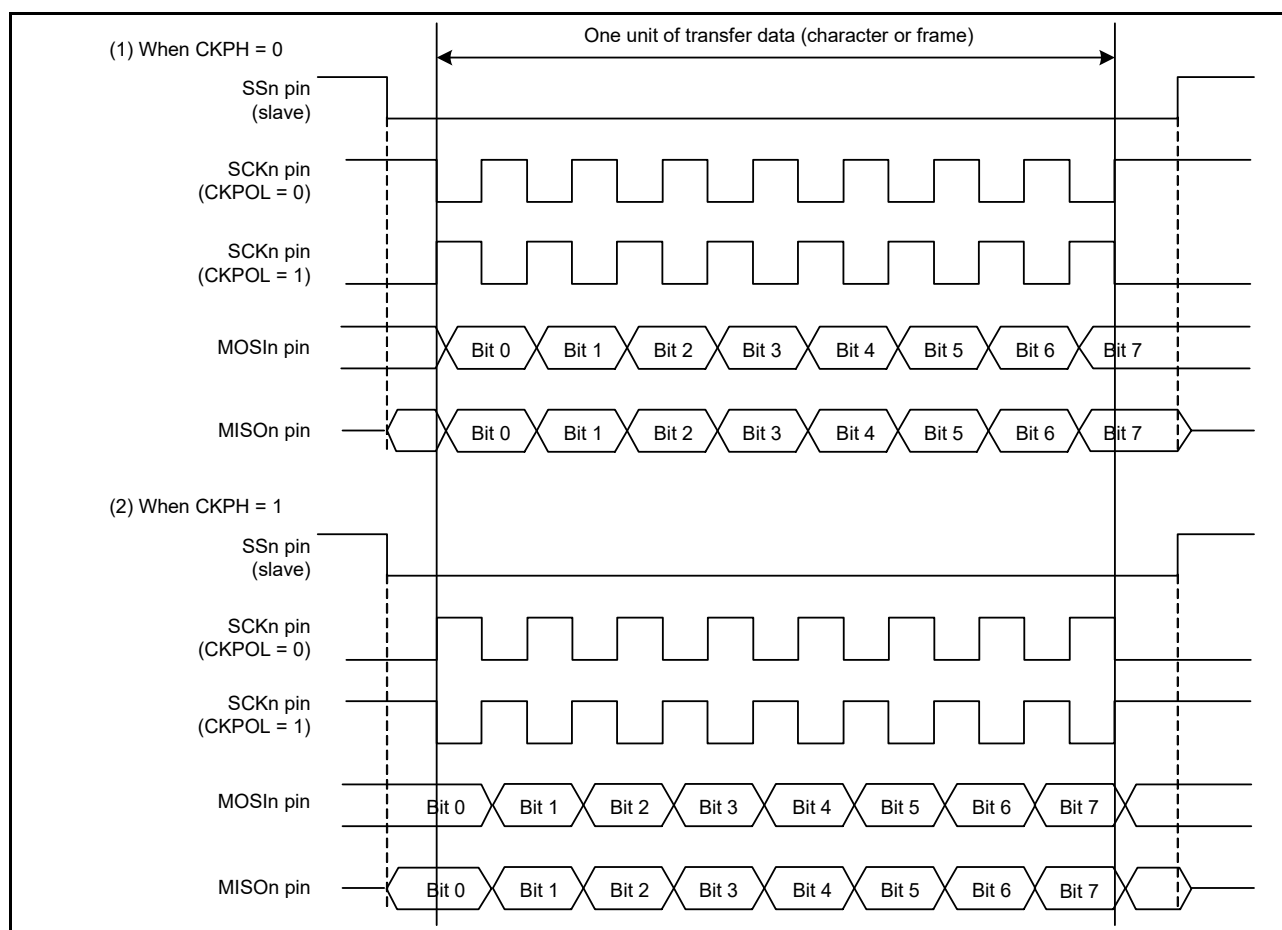 (1) When CKPH = 0
One unit of transfer data (character or frame)
SSn pin
(slave)
SCKn pin
(CKPOL = 0)
SCKn pin
(CKPOL = 1)
MOSIn pin
Bit 0 Bit 1 Bit 2 Bit 3 Bit 4 Bit 5 Bit 6 Bit 7
MISOn pin
Bit 0 Bit 1 Bit 2 Bit 3 Bit 4 Bit 5 Bit 6 Bit 7
(2) When CKPH = 1
SSn pin
(slave)
SCKn pin
(CKPOL = 0)
SCKn pin
(CKPOL = 1)
MOSIn pin
Bit 0 Bit 1 Bit 2 Bit 3 Bit 4 Bit 5 Bit 6 Bit 7
MISOn pin
Bit 0 Bit 1 Bit 2 Bit 3 Bit 4 Bit 5 Bit 6 Bit 7